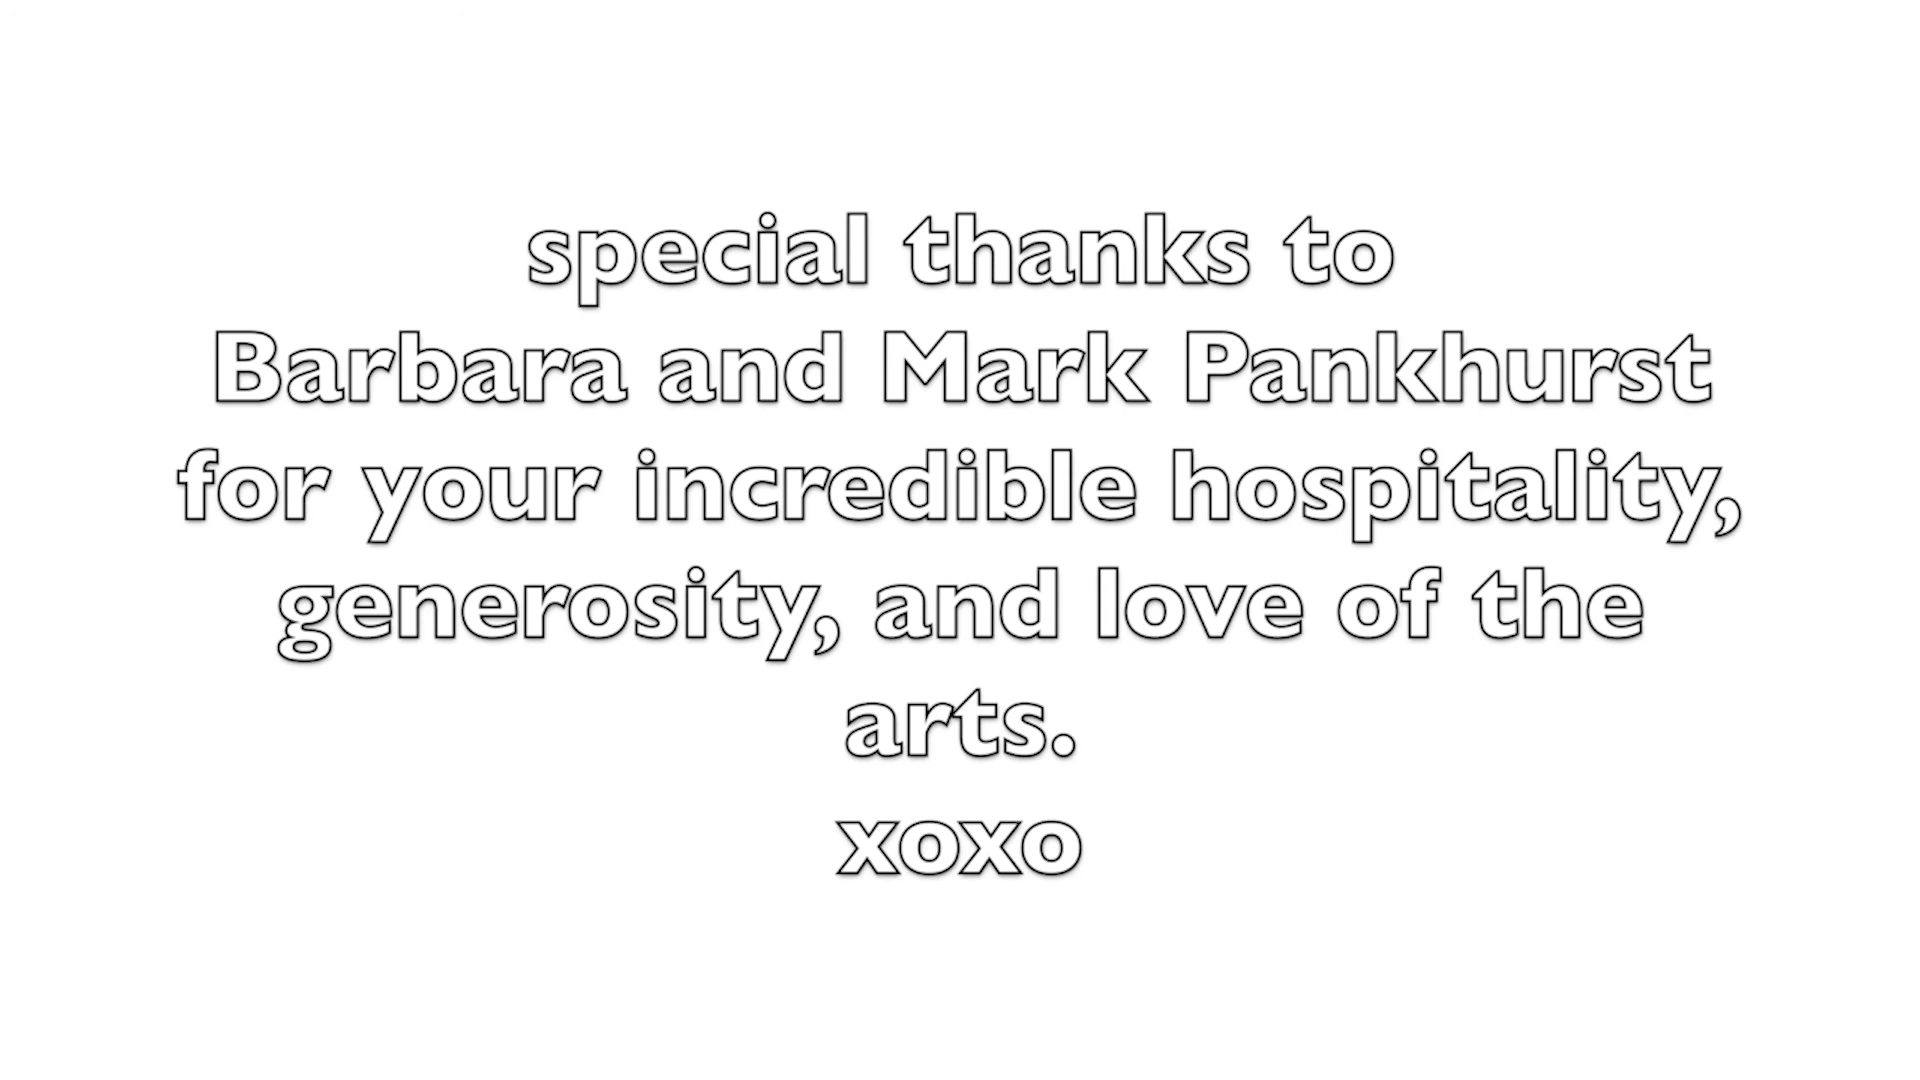 special thanks to
Barbara and Mark Pankhurst
for your incredible hospitality,
generosity, and love of the
arts.
xoxo